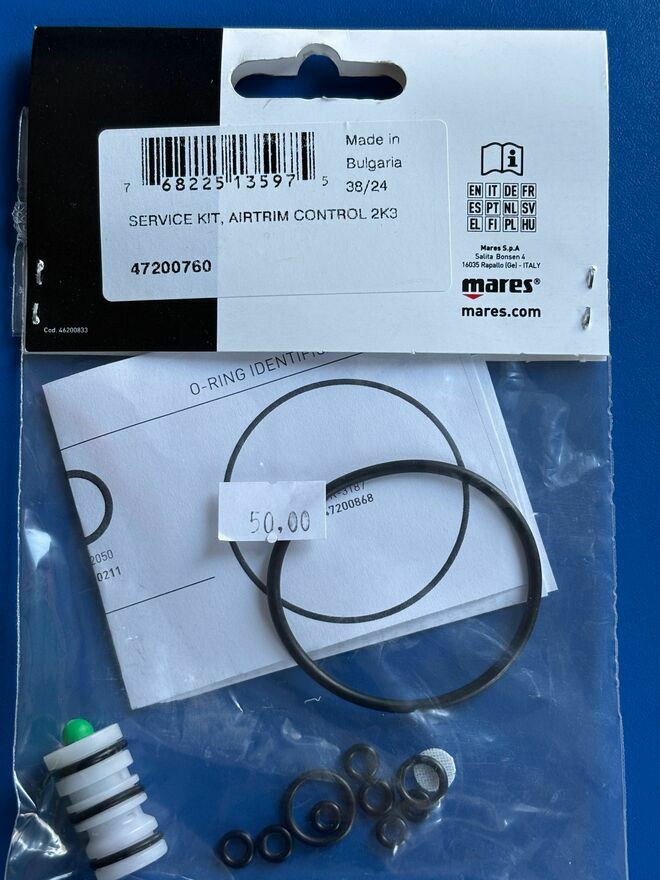 7 68225 13597 5
Made in
Bulgaria
38/24
SERVICE KIT, AIRTRIM CONTROL 2K3
47200760
EN IT DE FR
ES PT NL SV
EL FI PL HU
Mares S.p.A
Salita Bonsen 4
16035 Rapallo (Ge) - ITALY
mares®
mares.com
Cod. 46200833
O-RING
50,00
47200868
2050
0211